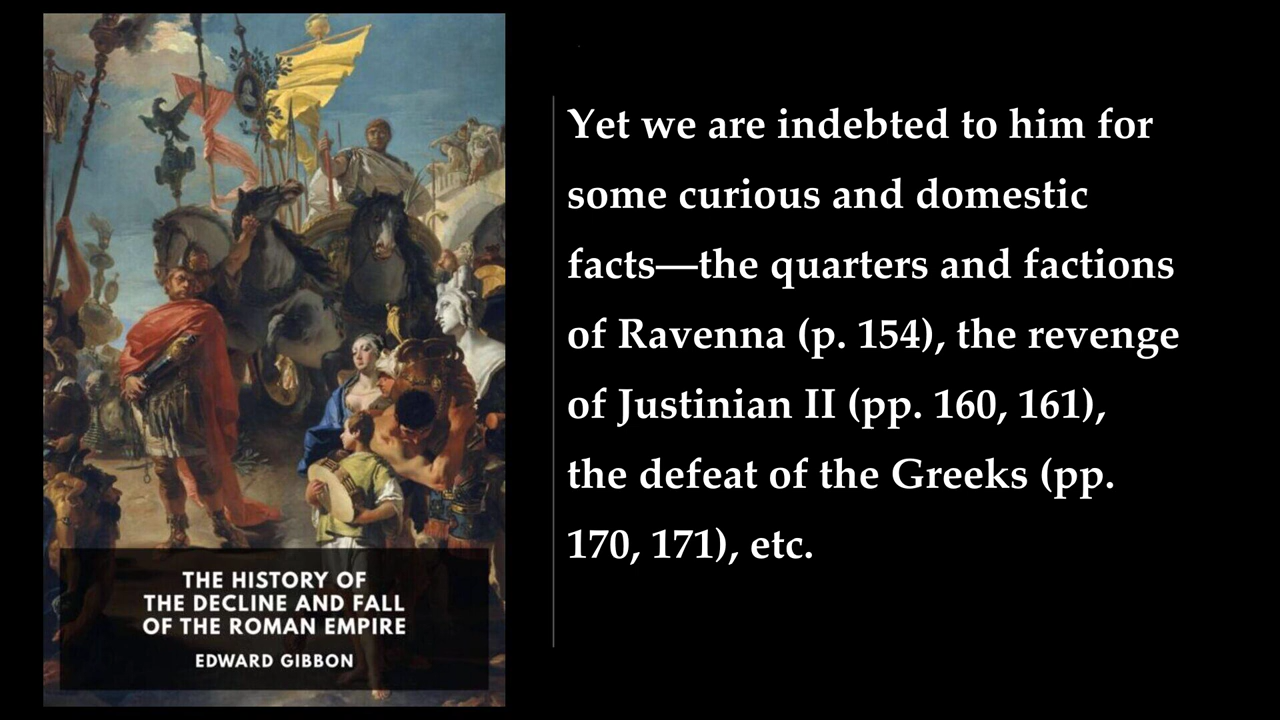 THE HISTORY OF
THE DECLINE AND FALL
OF THE ROMAN EMPIRE
EDWARD GIBBON
Yet we are indebted to him for
some curious and domestic
facts—the quarters and factions
of Ravenna (p. 154), the revenge
of Justinian II (pp. 160, 161),
the defeat of the Greeks (pp.
170, 171), etc.